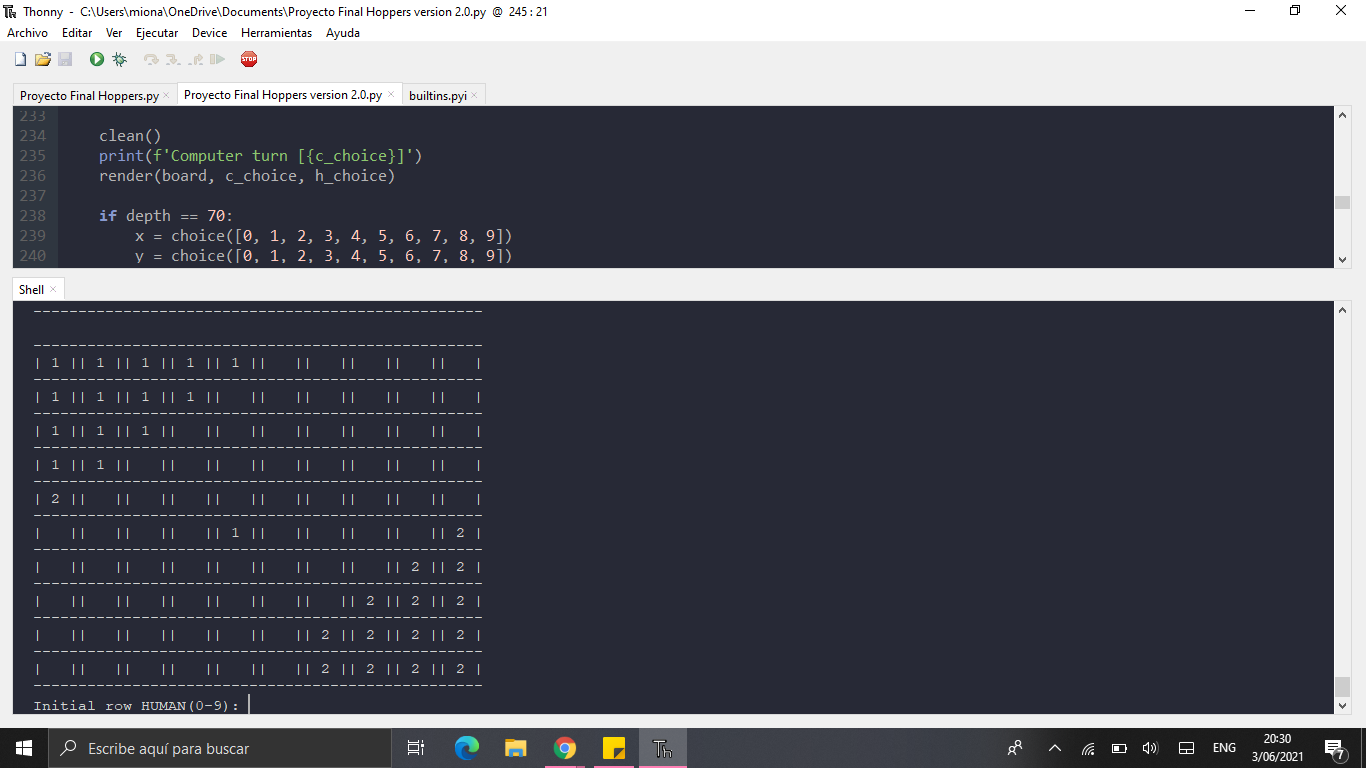 Thonny - C:\Users\miona\OneDrive\Documents\Proyecto Final Hoppers version 2.0.py @ 245 : 21
Archivo Editar Ver Ejecutar Device Herramientas Ayuda
STOP
Proyecto Final Hoppers.py × Proyecto Final Hoppers version 2.0.py × builtins.pyi ×
233
234 clean()
235 print(f'Computer turn [{c_choice}]')
236 render(board, c_choice, h_choice)
237
238 if depth == 70:
239 x = choice([0, 1, 2, 3, 4, 5, 6, 7, 8, 9])
240 y = choice([0, 1, 2, 3, 4, 5, 6, 7, 8, 9])
Shell ×
--------------------------------------------------
--------------------------------------------------
| 1 || 1 || 1 || 1 || 1 ||   ||   ||   ||   ||   |
--------------------------------------------------
| 1 || 1 || 1 || 1 ||   ||   ||   ||   ||   ||   |
--------------------------------------------------
| 1 || 1 || 1 ||   ||   ||   ||   ||   ||   ||   |
--------------------------------------------------
| 1 || 1 ||   ||   ||   ||   ||   ||   ||   ||   |
--------------------------------------------------
| 2 ||   ||   ||   ||   ||   ||   ||   ||   ||   |
--------------------------------------------------
|   ||   ||   ||   || 1 ||   ||   ||   ||   || 2 |
--------------------------------------------------
|   ||   ||   ||   ||   ||   ||   ||   || 2 || 2 |
--------------------------------------------------
|   ||   ||   ||   ||   ||   ||   || 2 || 2 || 2 |
--------------------------------------------------
|   ||   ||   ||   ||   ||   || 2 || 2 || 2 || 2 |
--------------------------------------------------
|   ||   ||   ||   ||   ||   || 2 || 2 || 2 || 2 |
--------------------------------------------------
Initial row HUMAN(0-9):
Escribe aquí para buscar
ENG
20:30
3/06/2021
7